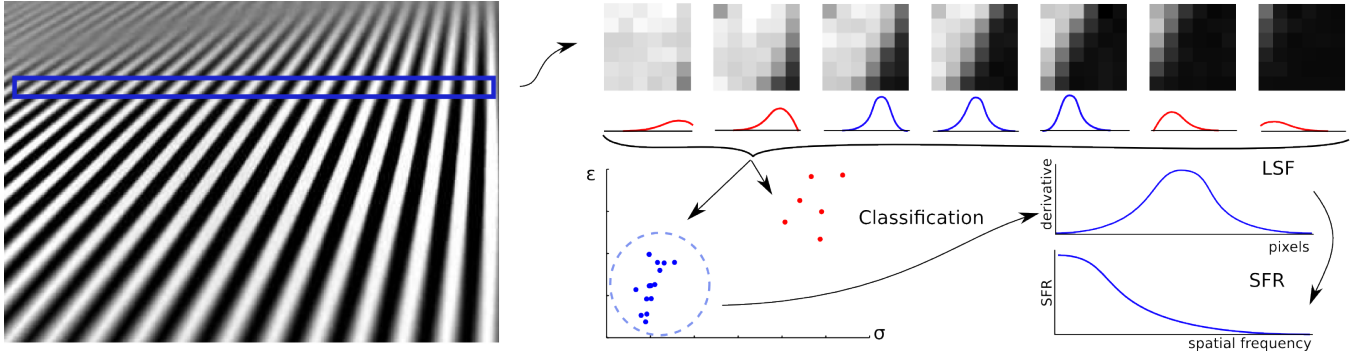 ε
σ
Classification
derivative
LSF
pixels
SFR
SFR
spatial frequency